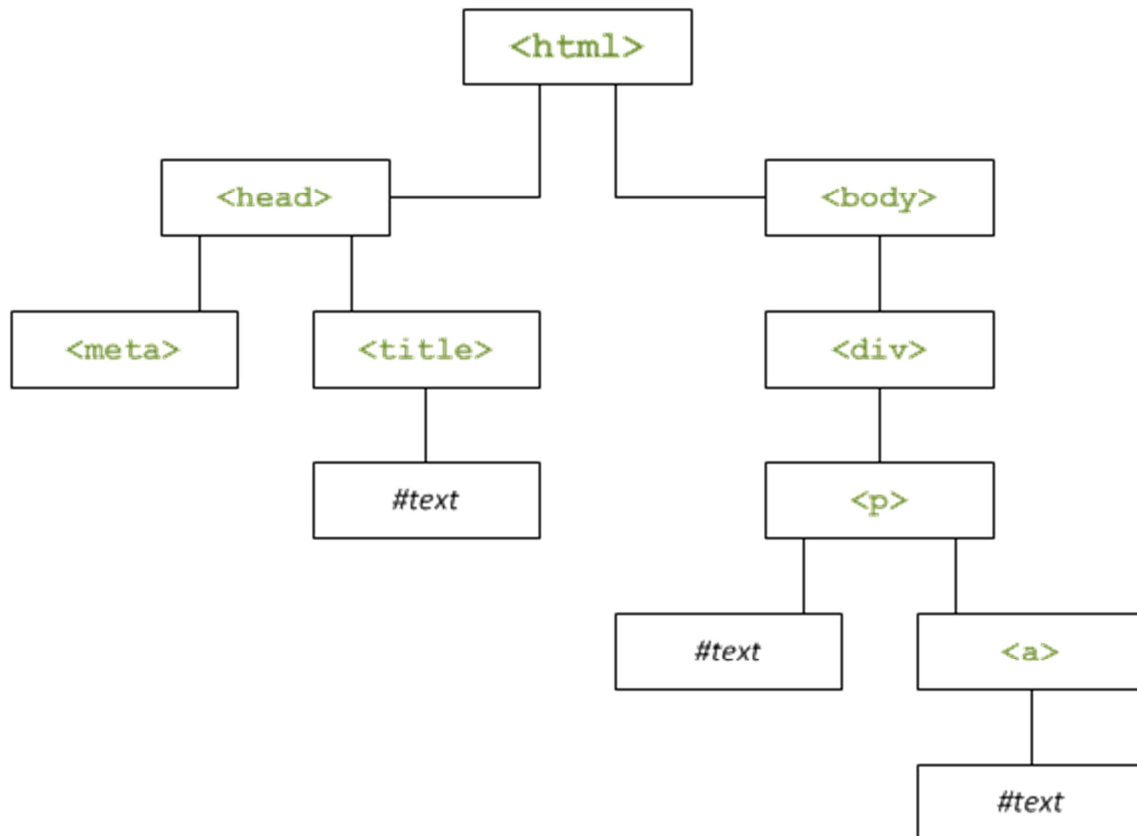 <html>
<head>
<body>
<meta>
<title>
<div>
#text
<p>
#text
<a>
#text